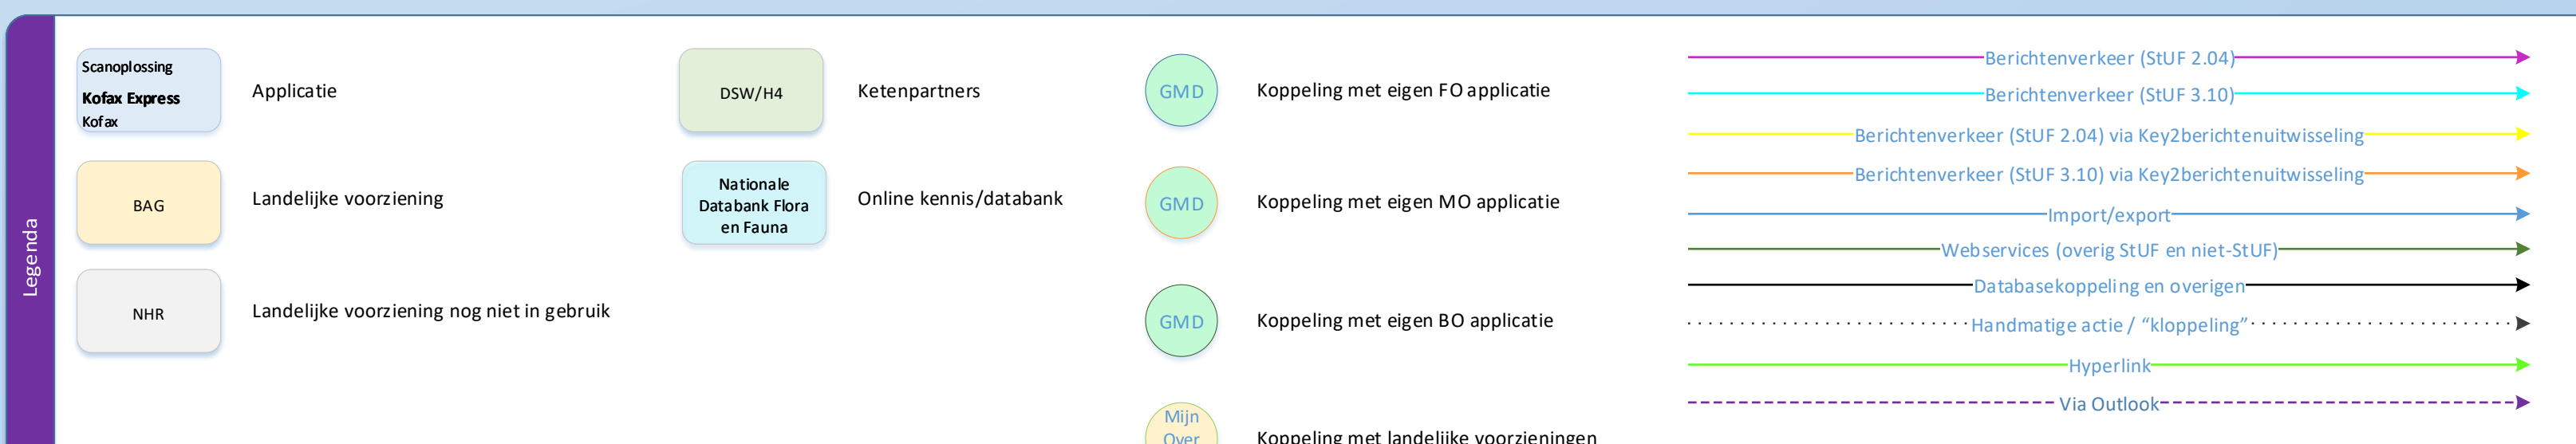 Legenda
Scanoplossing
Kofax Express
Kofax
Applicatie
BAG
Landelijke voorziening
NHR
Landelijke voorziening nog niet in gebruik
DSW/H4
Ketenpartners
Nationale
Databank Flora
en Fauna
Online kennis/databank
GMD
Koppeling met eigen FO applicatie
GMD
Koppeling met eigen MO applicatie
GMD
Koppeling met eigen BO applicatie
Mijn
Over
Koppeling met landelijke voorzieningen
Berichtenverkeer (StUF 2.04)
Berichtenverkeer (StUF 3.10)
Berichtenverkeer (StUF 2.04) via Key2berichtenuitwisseling
Berichtenverkeer (StUF 3.10) via Key2berichtenuitwisseling
Import/export
Webservices (overig StUF en niet-StUF)
Databasekoppeling en overigen
Handmatige actie / “kloppeling”
Hyperlink
Via Outlook